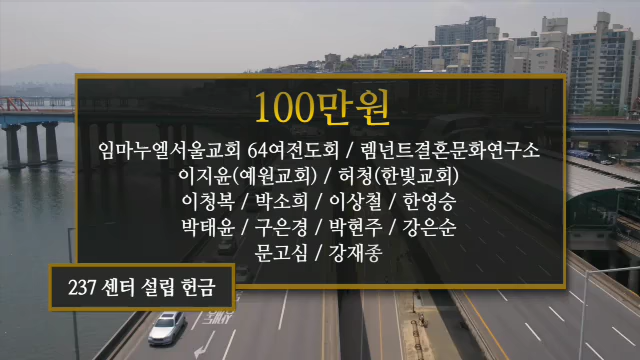 100만원
임마누엘서울교회 64여전도회 / 렘넌트결혼문화연구소
이지윤(예원교회) / 허청(한빛교회)
이청복 / 박소희 / 이상철 / 한영승
박태윤 / 구은경 / 박현주 / 강은순
문고심 / 강재종
237 센터 설립 헌금